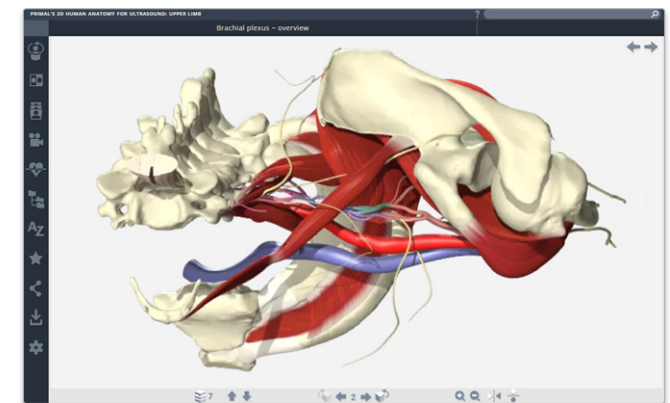 PRIMAL'S 3D HUMAN ANATOMY FOR ULTRASOUND: UPPER LIMB
?
Brachial plexus – overview
AZ
7
2